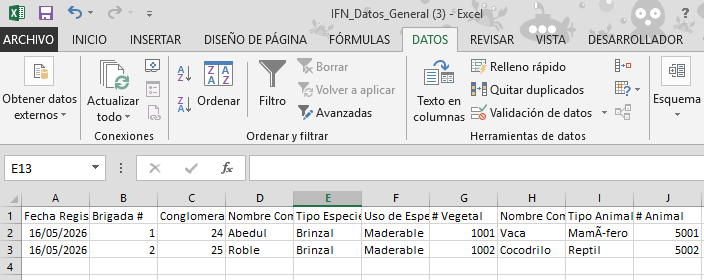 IFN_Datos_General (3) - Excel
ARCHIVO INICIO INSERTAR DISEÑO DE PÁGINA FÓRMULAS DATOS REVISAR VISTA DESARROLLADOR
Obtener datos externos
Actualizar todo
Conexiones
Ordenar
Filtro
Borrar
Volver a aplicar
Avanzadas
Ordenar y filtrar
Texto en columnas
Relleno rápido
Quitar duplicados
Validación de datos
Herramientas de datos
Esquema
E13
A B C D E F G H I J
1 Fecha Regis Brigada # Conglomera Nombre Com Tipo Especie Uso de Espe # Vegetal Nombre Com Tipo Animal # Animal
2 16/05/2026 1 24 Abedul Brinzal Maderable 1001 Vaca MamÃ-fero 5001
3 16/05/2026 2 25 Roble Brinzal Maderable 1002 Cocodrilo Reptil 5002
4